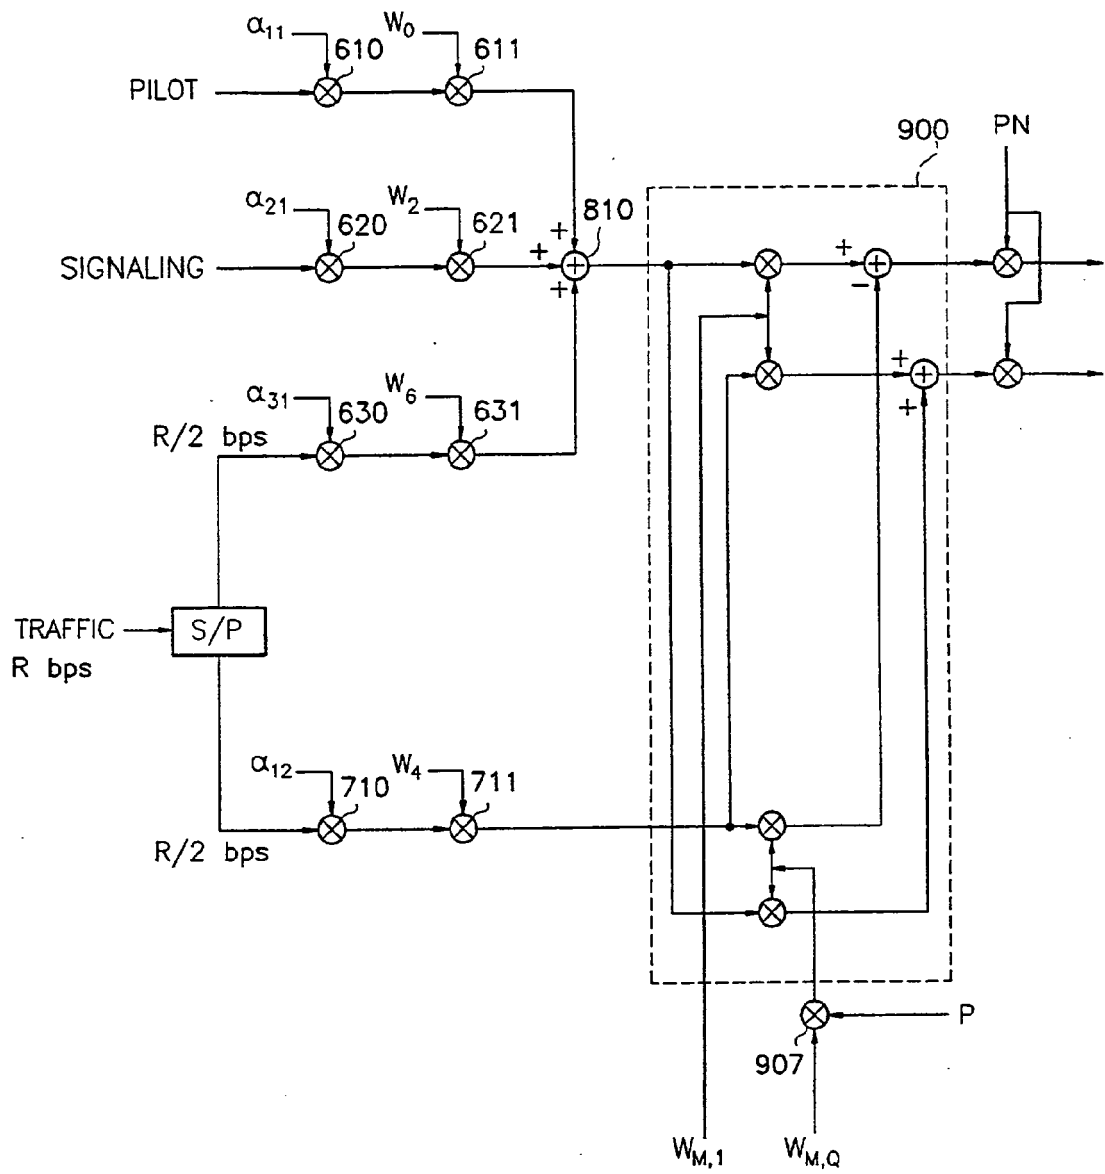 α11
W0
610
611
PILOT
900
PN
α21
W2
620
621
+
+
+
810
SIGNALING
+
−
+
+
α31
W6
630
631
R/2 bps
TRAFFIC
S/P
R bps
α12
W4
710
711
R/2 bps
P
907
WM,1
WM,Q